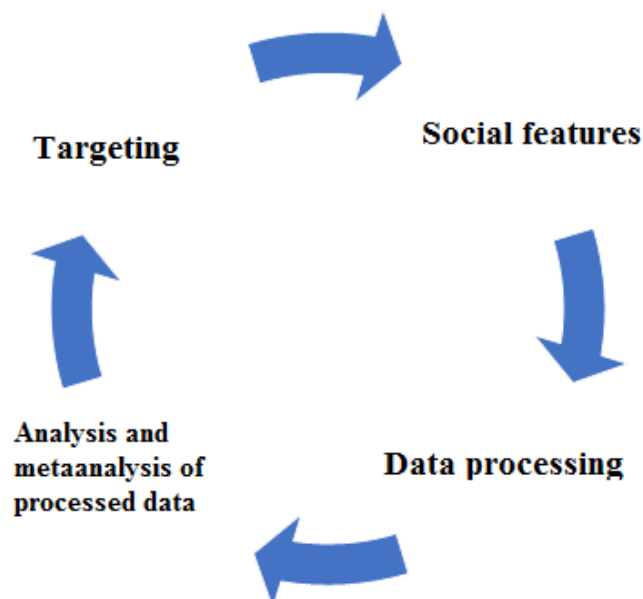 Targeting
Social features
Data processing
Analysis and
metaanalysis of
processed data